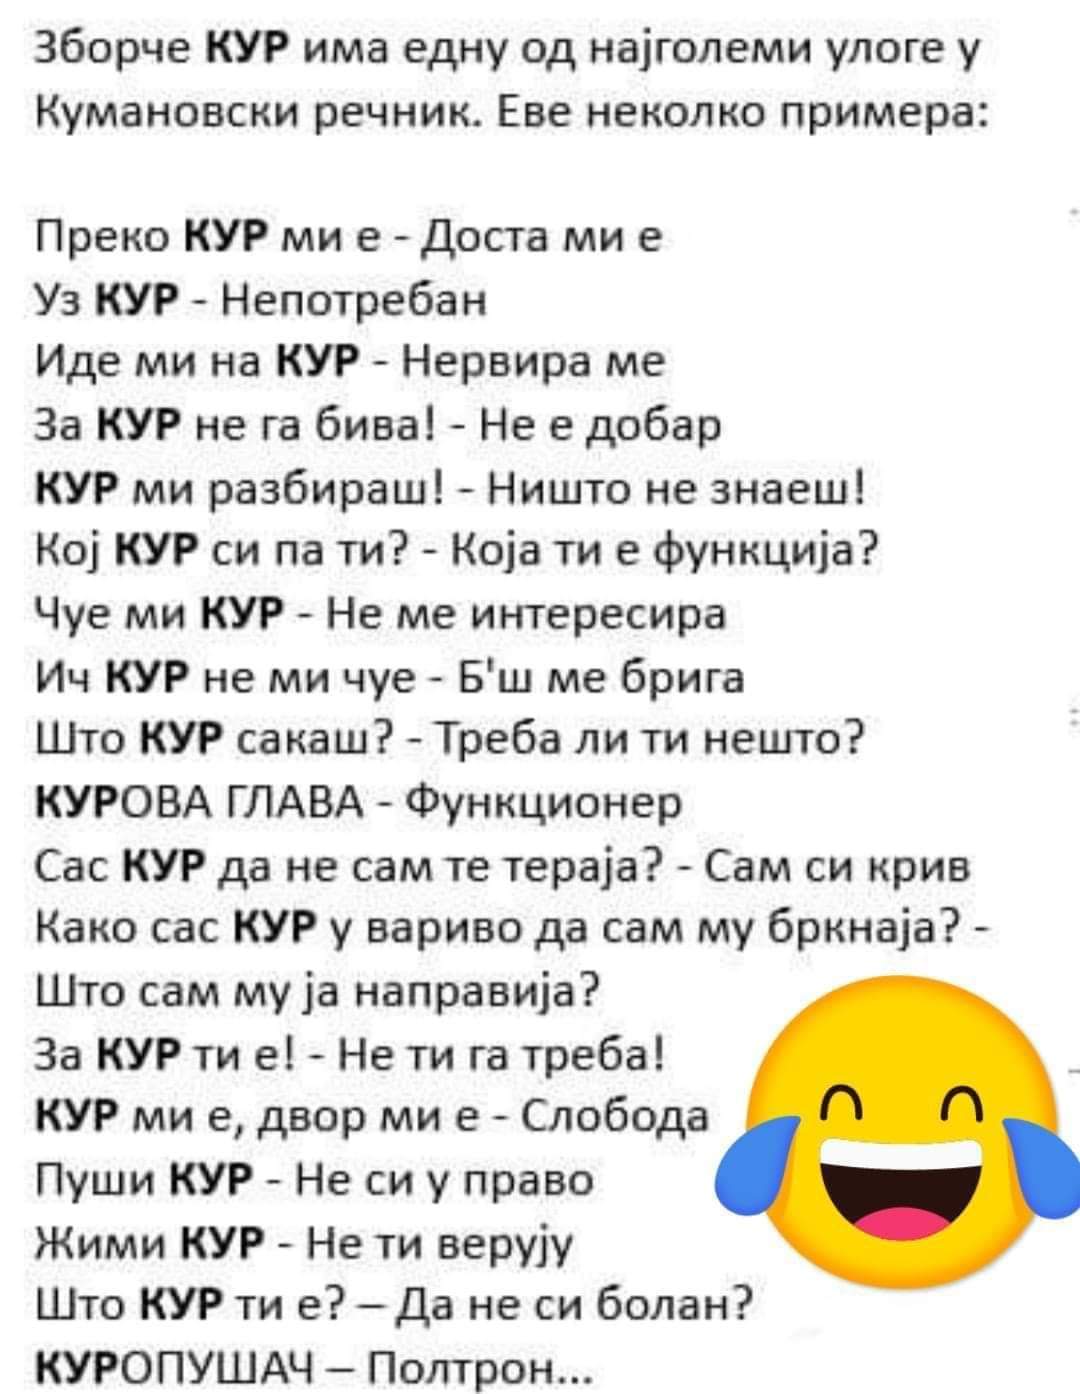 Зборче КУР има едну од најголеми улоге у
Кумановски речник. Еве неколко примера:
Преко КУР ми е - Доста ми е
Уз КУР - Непотребан
Иде ми на КУР - Нервира ме
За КУР не га бива! - Не е добар
КУР ми разбираш! - Ништо не знаеш!
Кој КУР си па ти? - Која ти е функција?
Чуе ми КУР - Не ме интересира
Ич КУР не ми чуе - Б'ш ме брига
Што КУР сакаш? - Треба ли ти нешто?
КУРОВА ГЛАВА - Функционер
Сас КУР да не сам те тераја? - Сам си крив
Како сас КУР у вариво да сам му бркнаја? -
Што сам му ја направија?
За КУР ти е! - Не ти га треба!
КУР ми е, двор ми е - Слобода
Пуши КУР - Не си у право
Жими КУР - Не ти верују
Што КУР ти е? – Да не си болан?
КУРОПУШАЧ – Полтрон...